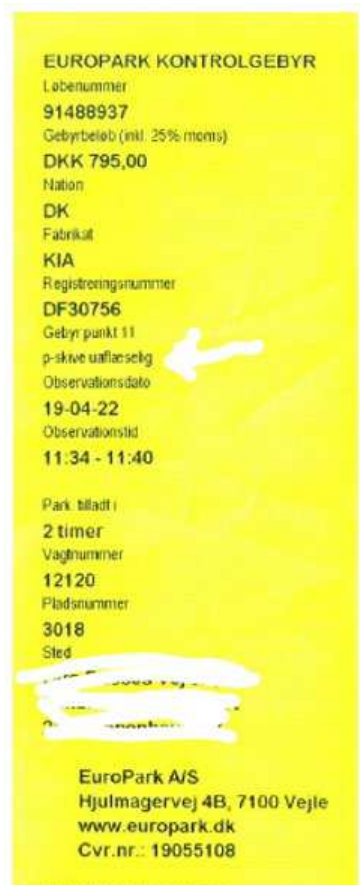 EUROPARK KONTROLGEBYR
Løbenummer
91488937
Gebyrbeløb (inkl. 25% moms)
DKK 795,00
Nation
DK
Fabrikat
KIA
Registreringsnummer
DF30756
Gebyrpunkt 11
p-skive uaflæselig
Observationsdato
19-04-22
Observationstid
11:34 - 11:40
Park. tilladt i
2 timer
Vagtnummer
12120
Pladsnummer
3018
Sted
EuroPark A/S
Hjulmagervej 4B, 7100 Vejle
www.europark.dk
Cvr.nr.: 19055108